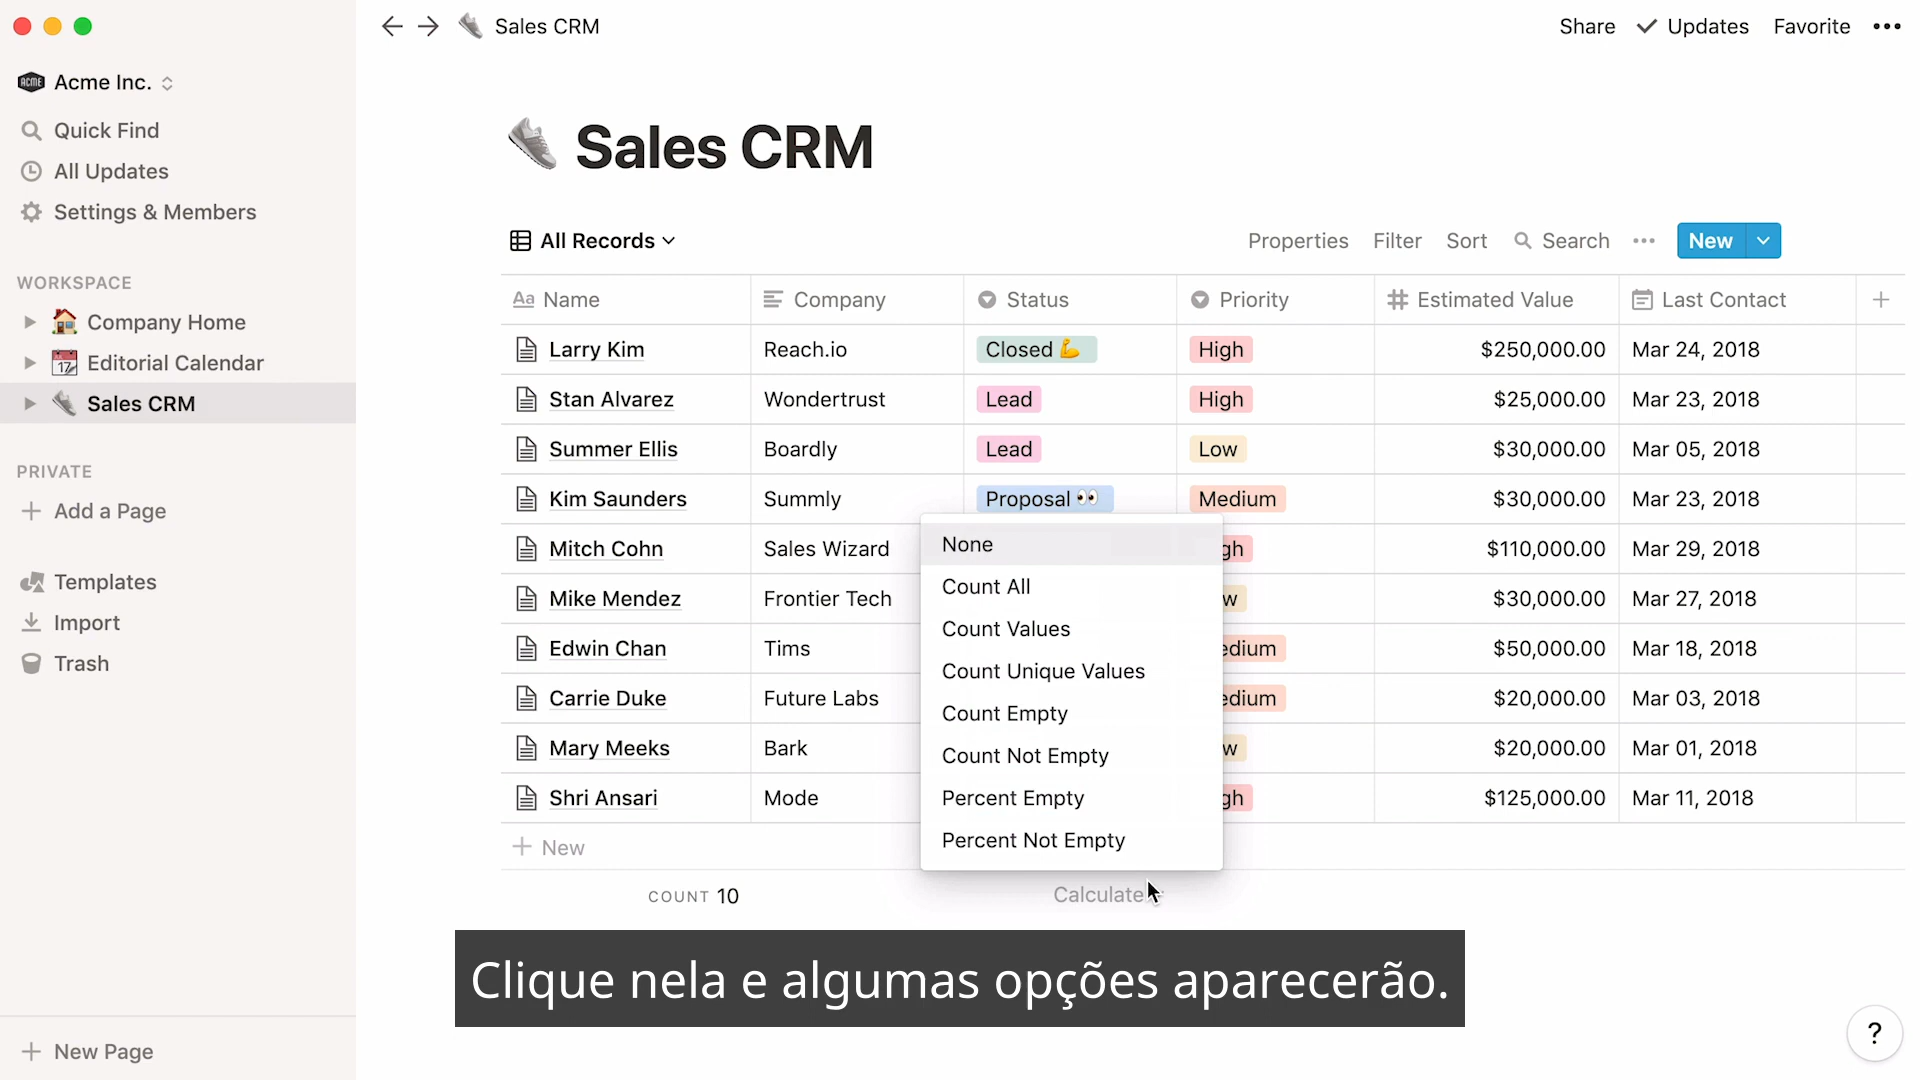 Sales CRM
Share Updates Favorite
ACME Acme Inc.
Quick Find
All Updates
Settings & Members
WORKSPACE
Company Home
Editorial Calendar
Sales CRM
PRIVATE
Add a Page
Templates
Import
Trash
New Page
Sales CRM
All Records
Properties Filter Sort Search New
Aa Name Company Status Priority # Estimated Value Last Contact
Larry Kim Reach.io Closed 💪 High $250,000.00 Mar 24, 2018
Stan Alvarez Wondertrust Lead High $25,000.00 Mar 23, 2018
Summer Ellis Boardly Lead Low $30,000.00 Mar 05, 2018
Kim Saunders Summly Proposal 👀 Medium $30,000.00 Mar 23, 2018
Mitch Cohn Sales Wizard gh $110,000.00 Mar 29, 2018
Mike Mendez Frontier Tech w $30,000.00 Mar 27, 2018
Edwin Chan Tims edium $50,000.00 Mar 18, 2018
Carrie Duke Future Labs edium $20,000.00 Mar 03, 2018
Mary Meeks Bark w $20,000.00 Mar 01, 2018
Shri Ansari Mode gh $125,000.00 Mar 11, 2018
New
COUNT 10 Calculate
None
Count All
Count Values
Count Unique Values
Count Empty
Count Not Empty
Percent Empty
Percent Not Empty
Clique nela e algumas opções aparecerão.
?